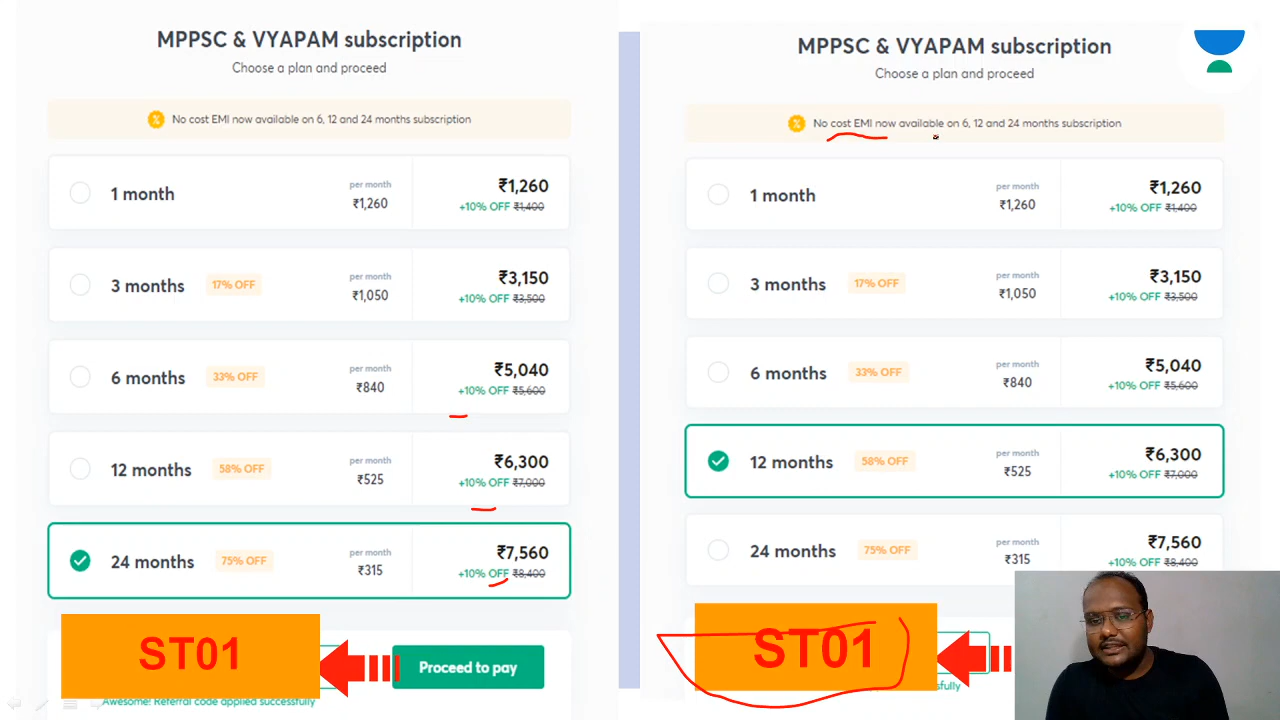 MPPSC & VYAPAM subscription
Choose a plan and proceed
No cost EMI now available on 6, 12 and 24 months subscription
1 month per month ₹1,260 ₹1,260 +10% OFF ₹1,400
3 months 17% OFF per month ₹1,050 ₹3,150 +10% OFF ₹3,500
6 months 33% OFF per month ₹840 ₹5,040 +10% OFF ₹5,600
12 months 58% OFF per month ₹525 ₹6,300 +10% OFF ₹7,000
24 months 75% OFF per month ₹315 ₹7,560 +10% OFF ₹8,400
ST01
Proceed to pay
Awesome! Referral code applied successfully
MPPSC & VYAPAM subscription
Choose a plan and proceed
No cost EMI now available on 6, 12 and 24 months subscription
1 month per month ₹1,260 ₹1,260 +10% OFF ₹1,400
3 months 17% OFF per month ₹1,050 ₹3,150 +10% OFF ₹3,500
6 months 33% OFF per month ₹840 ₹5,040 +10% OFF ₹5,600
12 months 58% OFF per month ₹525 ₹6,300 +10% OFF ₹7,000
24 months 75% OFF per month ₹315 ₹7,560 +10% OFF ₹8,400
ST01